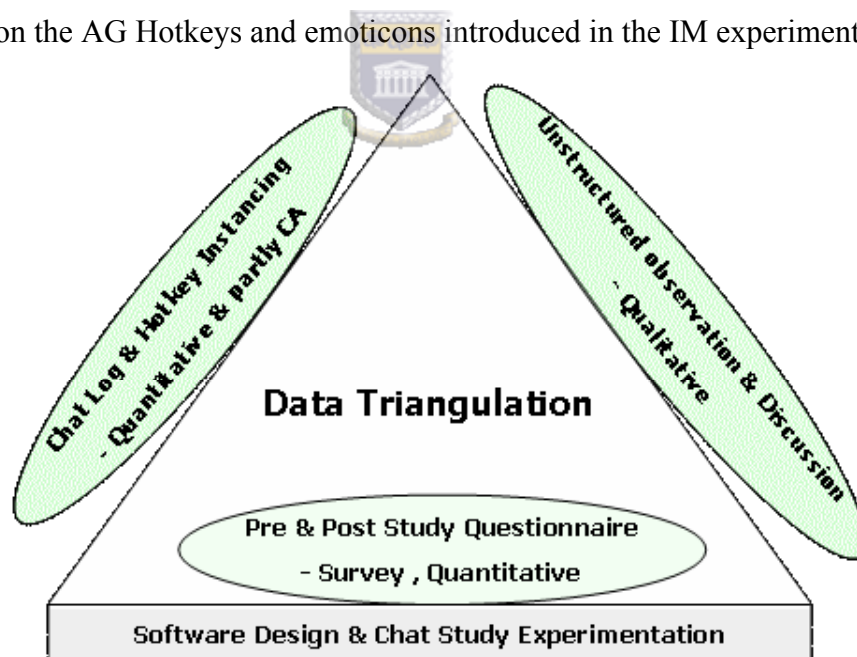 on the AG Hotkeys and emoticons introduced in the IM experiment
Chat Log & Hotkey Instancing
- Quantitative & partly CA
Unstructured observation & Discussion
- Qualitative
Data Triangulation
Pre & Post Study Questionnaire
- Survey , Quantitative
Software Design & Chat Study Experimentation